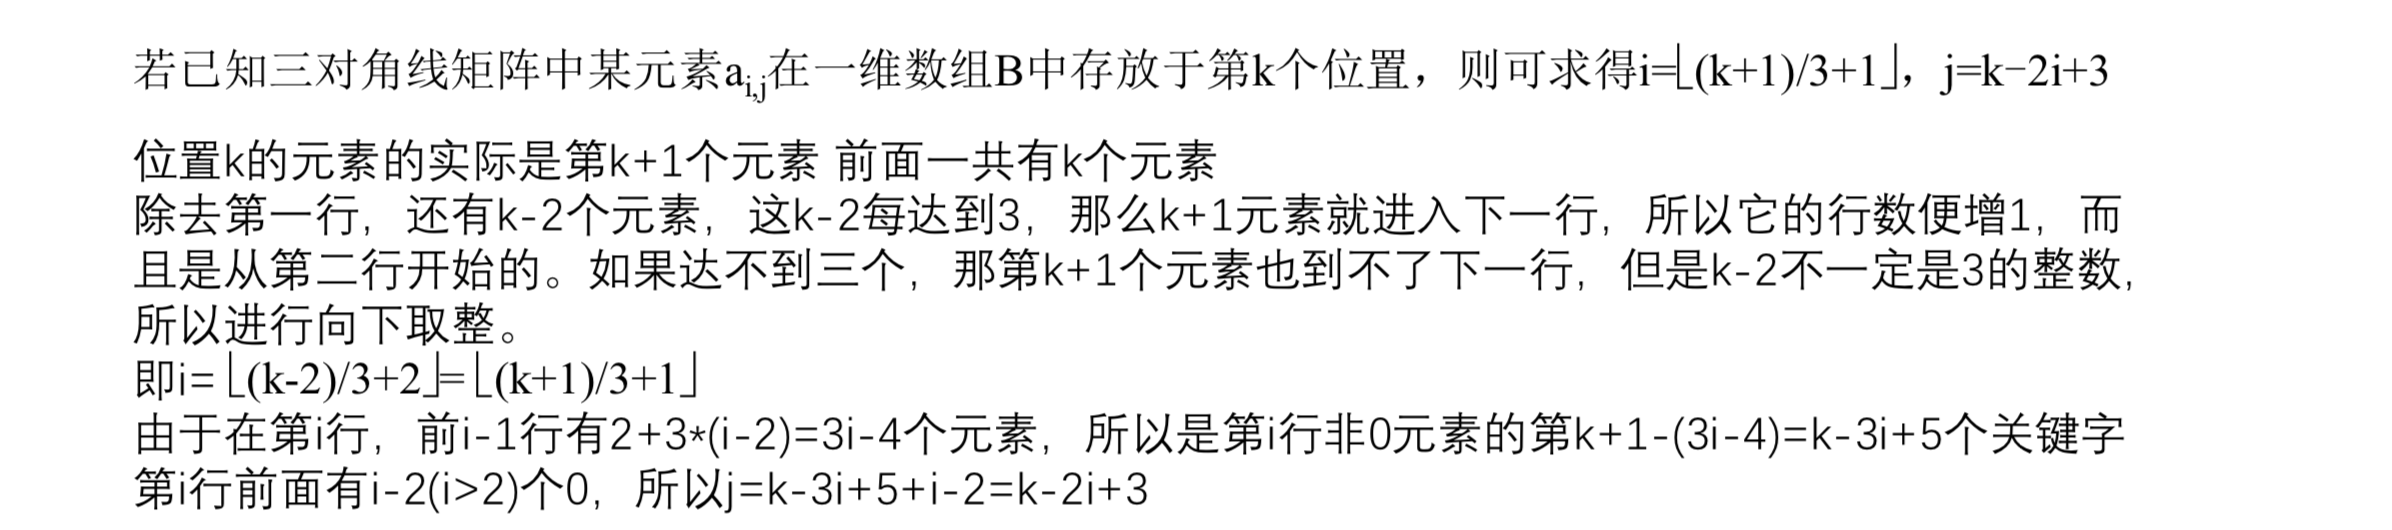 若已知三对角线矩阵中某元素ai,j在一维数组B中存放于第k个位置，则可求得i=⌊(k+1)/3+1⌋，j=k−2i+3
位置k的元素的实际是第k+1个元素 前面一共有k个元素
除去第一行，还有k-2个元素，这k-2每达到3，那么k+1元素就进入下一行，所以它的行数便增1，而
且是从第二行开始的。如果达不到三个，那第k+1个元素也到不了下一行，但是k-2不一定是3的整数，
所以进行向下取整。
即i= ⌊(k-2)/3+2⌋=⌊(k+1)/3+1⌋
由于在第i行，前i-1行有2+3*(i-2)=3i-4个元素，所以是第i行非0元素的第k+1-(3i-4)=k-3i+5个关键字
第i行前面有i-2(i>2)个0，所以j=k-3i+5+i-2=k-2i+3